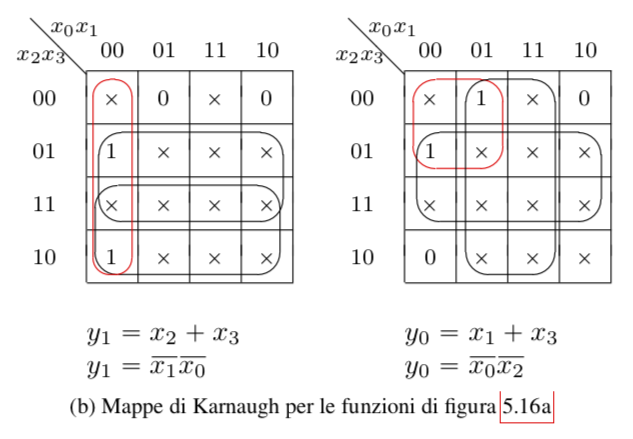 x₀x₁ x₀x₁
x₂x₃ 00 01 11 10 x₂x₃ 00 01 11 10
00 × 0 × 0 00 × 1 × 0
01 1 × × × 01 1 × × ×
11 × × × × 11 × × × ×
10 1 × × × 10 0 × × ×
y₁ = x₂ + x₃ y₀ = x₁ + x₃
y₁ = x̅₁x̅₀ y₀ = x̅₀x̅₂
(b) Mappe di Karnaugh per le funzioni di figura 5.16a